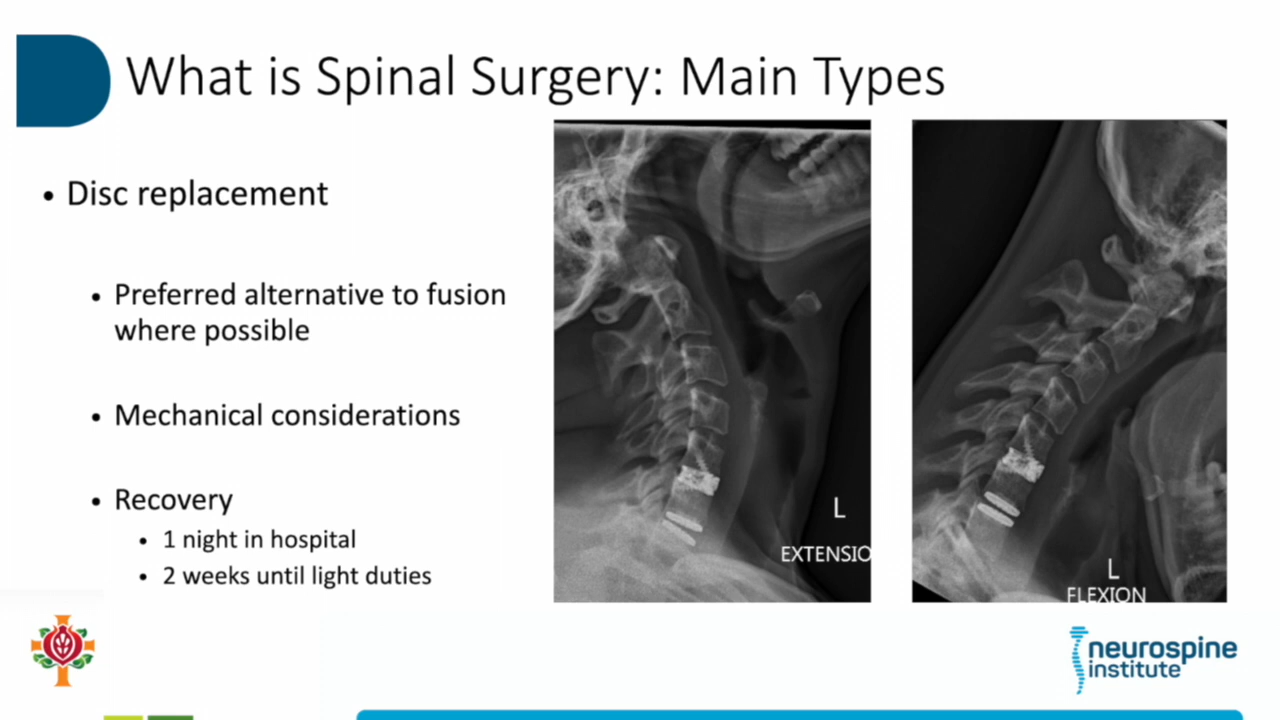 What is Spinal Surgery: Main Types
• Disc replacement
• Preferred alternative to fusion
where possible
• Mechanical considerations
• Recovery
• 1 night in hospital
• 2 weeks until light duties
L
EXTENSIO
L
FLEXION
neurospine
institute